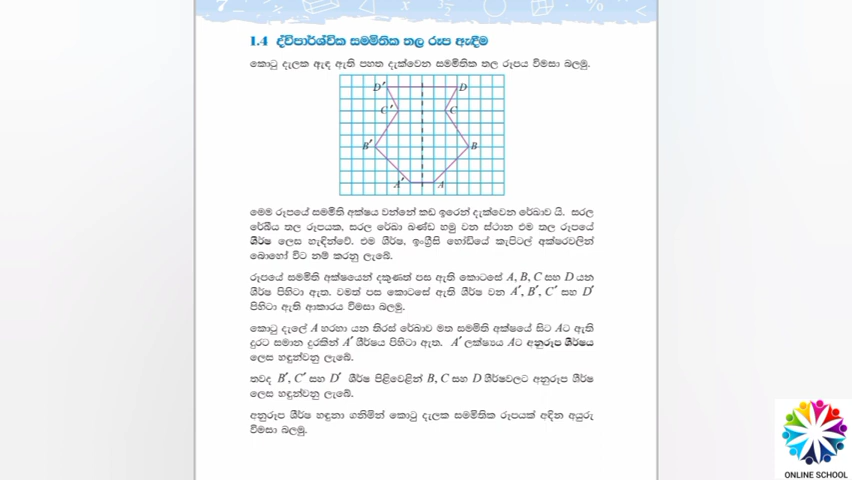 1.4 ද්විපාර්ශ්වික සමමිතික තල රූප ඇඳීම
කොටු දැලක ඇඳ ඇති පහත දැක්වෙන සමමිතික තල රූපය විමසා බලමු.
D′ D
C′ C
B′ B
A′ A
මෙම රූපයේ සමමිති අක්ෂය වන්නේ කඩ ඉරෙන් දැක්වෙන රේඛාව යි. සරල
රේඛීය තල රූපයක, සරල රේඛා ඛණ්ඩ හමු වන ස්ථාන එම තල රූපයේ
ශීර්ෂ ලෙස හැඳින්වේ. එම ශීර්ෂ, ඉංග්‍රීසි හෝඩියේ කැපිටල් අක්ෂරවලින්
බොහෝ විට නම් කරනු ලැබේ.
රූපයේ සමමිති අක්ෂයෙන් දකුණත් පස ඇති කොටසේ A, B, C සහ D යන
ශීර්ෂ පිහිටා ඇත. වමත් පස කොටසේ ඇති ශීර්ෂ වන A′, B′, C′ සහ D′
පිහිටා ඇති ආකාරය විමසා බලමු.
කොටු දැලේ A හරහා යන තිරස් රේඛාව මත සමමිති අක්ෂයේ සිට Aට ඇති
දුරට සමාන දුරකින් A′ ශීර්ෂය පිහිටා ඇත. A′ ලක්ෂ්‍යය Aට අනුරූප ශීර්ෂය
ලෙස හඳුන්වනු ලැබේ.
තවද B′, C′ සහ D′ ශීර්ෂ පිළිවෙළින් B, C සහ D ශීර්ෂවලට අනුරූප ශීර්ෂ
ලෙස හඳුන්වනු ලැබේ.
අනුරූප ශීර්ෂ හඳුනා ගනිමින් කොටු දැලක සමමිතික රූපයක් අඳින අයුරු
විමසා බලමු.
ONLINE SCHOOL